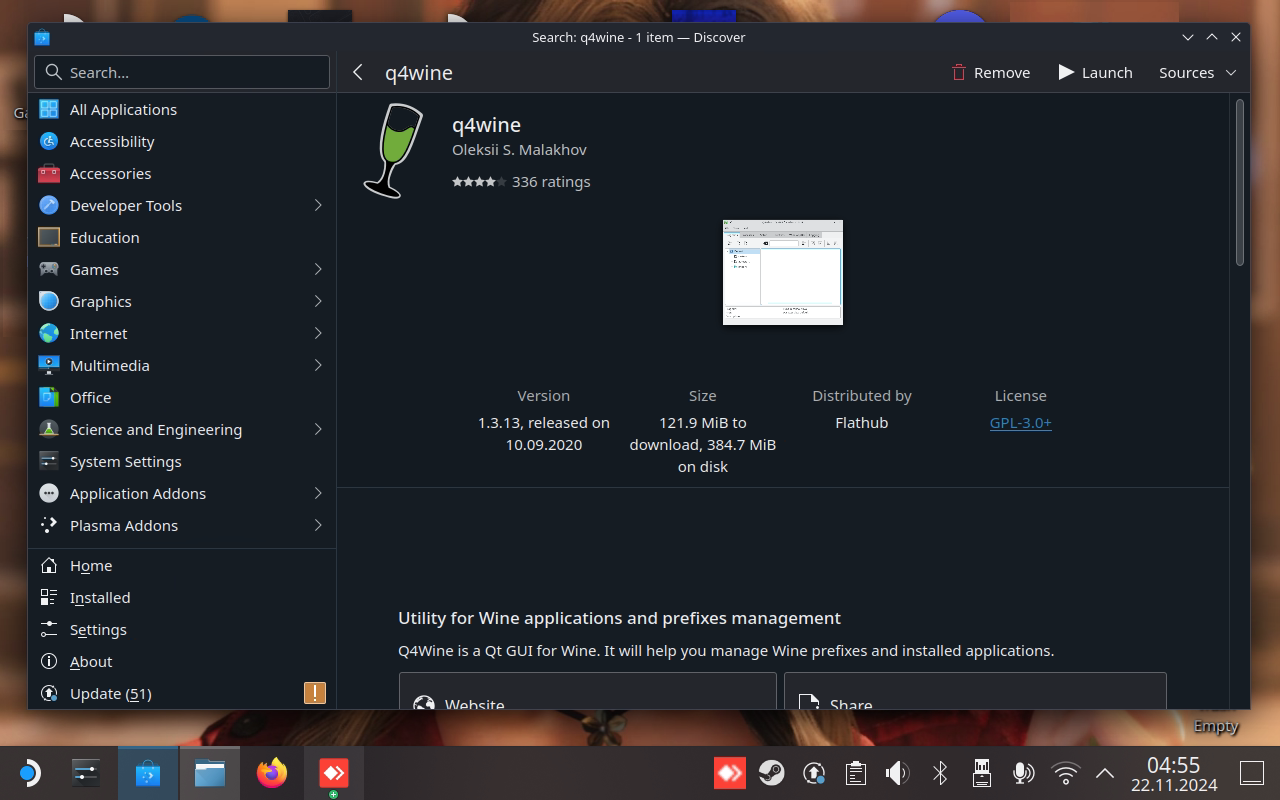 Search: q4wine - 1 item — Discover
Search...
q4wine
Remove
Launch
Sources
All Applications
Accessibility
Accessories
Developer Tools
Education
Games
Graphics
Internet
Multimedia
Office
Science and Engineering
System Settings
Application Addons
Plasma Addons
Home
Installed
Settings
About
Update (51)
q4wine
Oleksii S. Malakhov
336 ratings
Version
1.3.13, released on
10.09.2020
Size
121.9 MiB to
download, 384.7 MiB
on disk
Distributed by
Flathub
License
GPL-3.0+
Utility for Wine applications and prefixes management
Q4Wine is a Qt GUI for Wine. It will help you manage Wine prefixes and installed applications.
Website
Share
Ga
Empty
04:55
22.11.2024